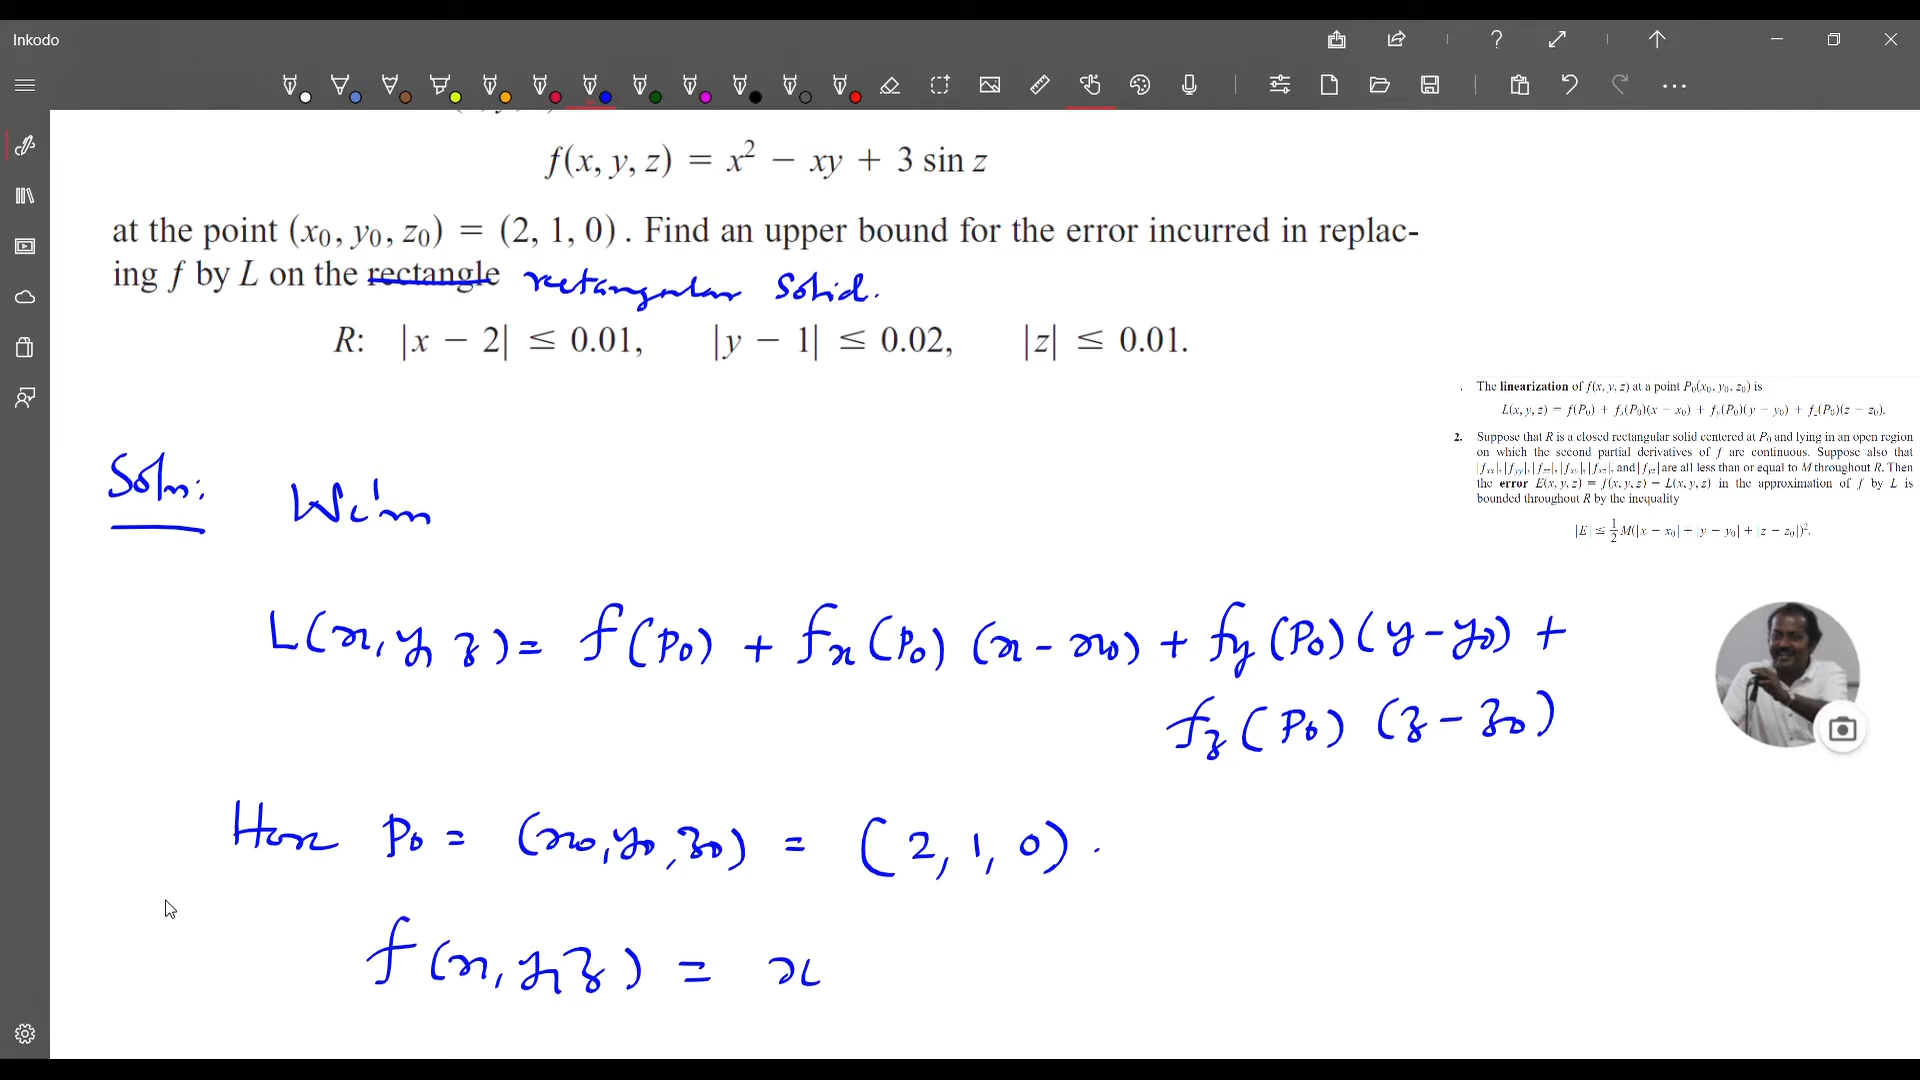 Inkodo
f(x, y, z) = x² − xy + 3 sin z
at the point (x₀, y₀, z₀) = (2, 1, 0). Find an upper bound for the error incurred in replac-
ing f by L on the rectangle rectangular Solid.
R: |x − 2| ≤ 0.01, |y − 1| ≤ 0.02, |z| ≤ 0.01.
. The linearization of f(x, y, z) at a point P₀(x₀, y₀, z₀) is
L(x, y, z) = f(P₀) + fₓ(P₀)(x − x₀) + f_y(P₀)(y − y₀) + f_z(P₀)(z − z₀).
2. Suppose that R is a closed rectangular solid centered at P₀ and lying in an open region
on which the second partial derivatives of f are continuous. Suppose also that
|f_xx|, |f_yy|, |f_zz|, |f_xy|, |f_xz|, and |f_yz| are all less than or equal to M throughout R. Then
the error E(x, y, z) = f(x, y, z) − L(x, y, z) in the approximation of f by L is
bounded throughout R by the inequality
|E| ≤ 1/2 M(|x − x₀| + |y − y₀| + |z − z₀|)².
Soln:
L(x, y, z) = f(P₀) + fₓ(P₀) (x − x₀) + f_y(P₀) (y − y₀) +
f_z(P₀) (z − z₀)
Here P₀ = (x₀, y₀, z₀) = (2, 1, 0).
f(x, y, z) = x